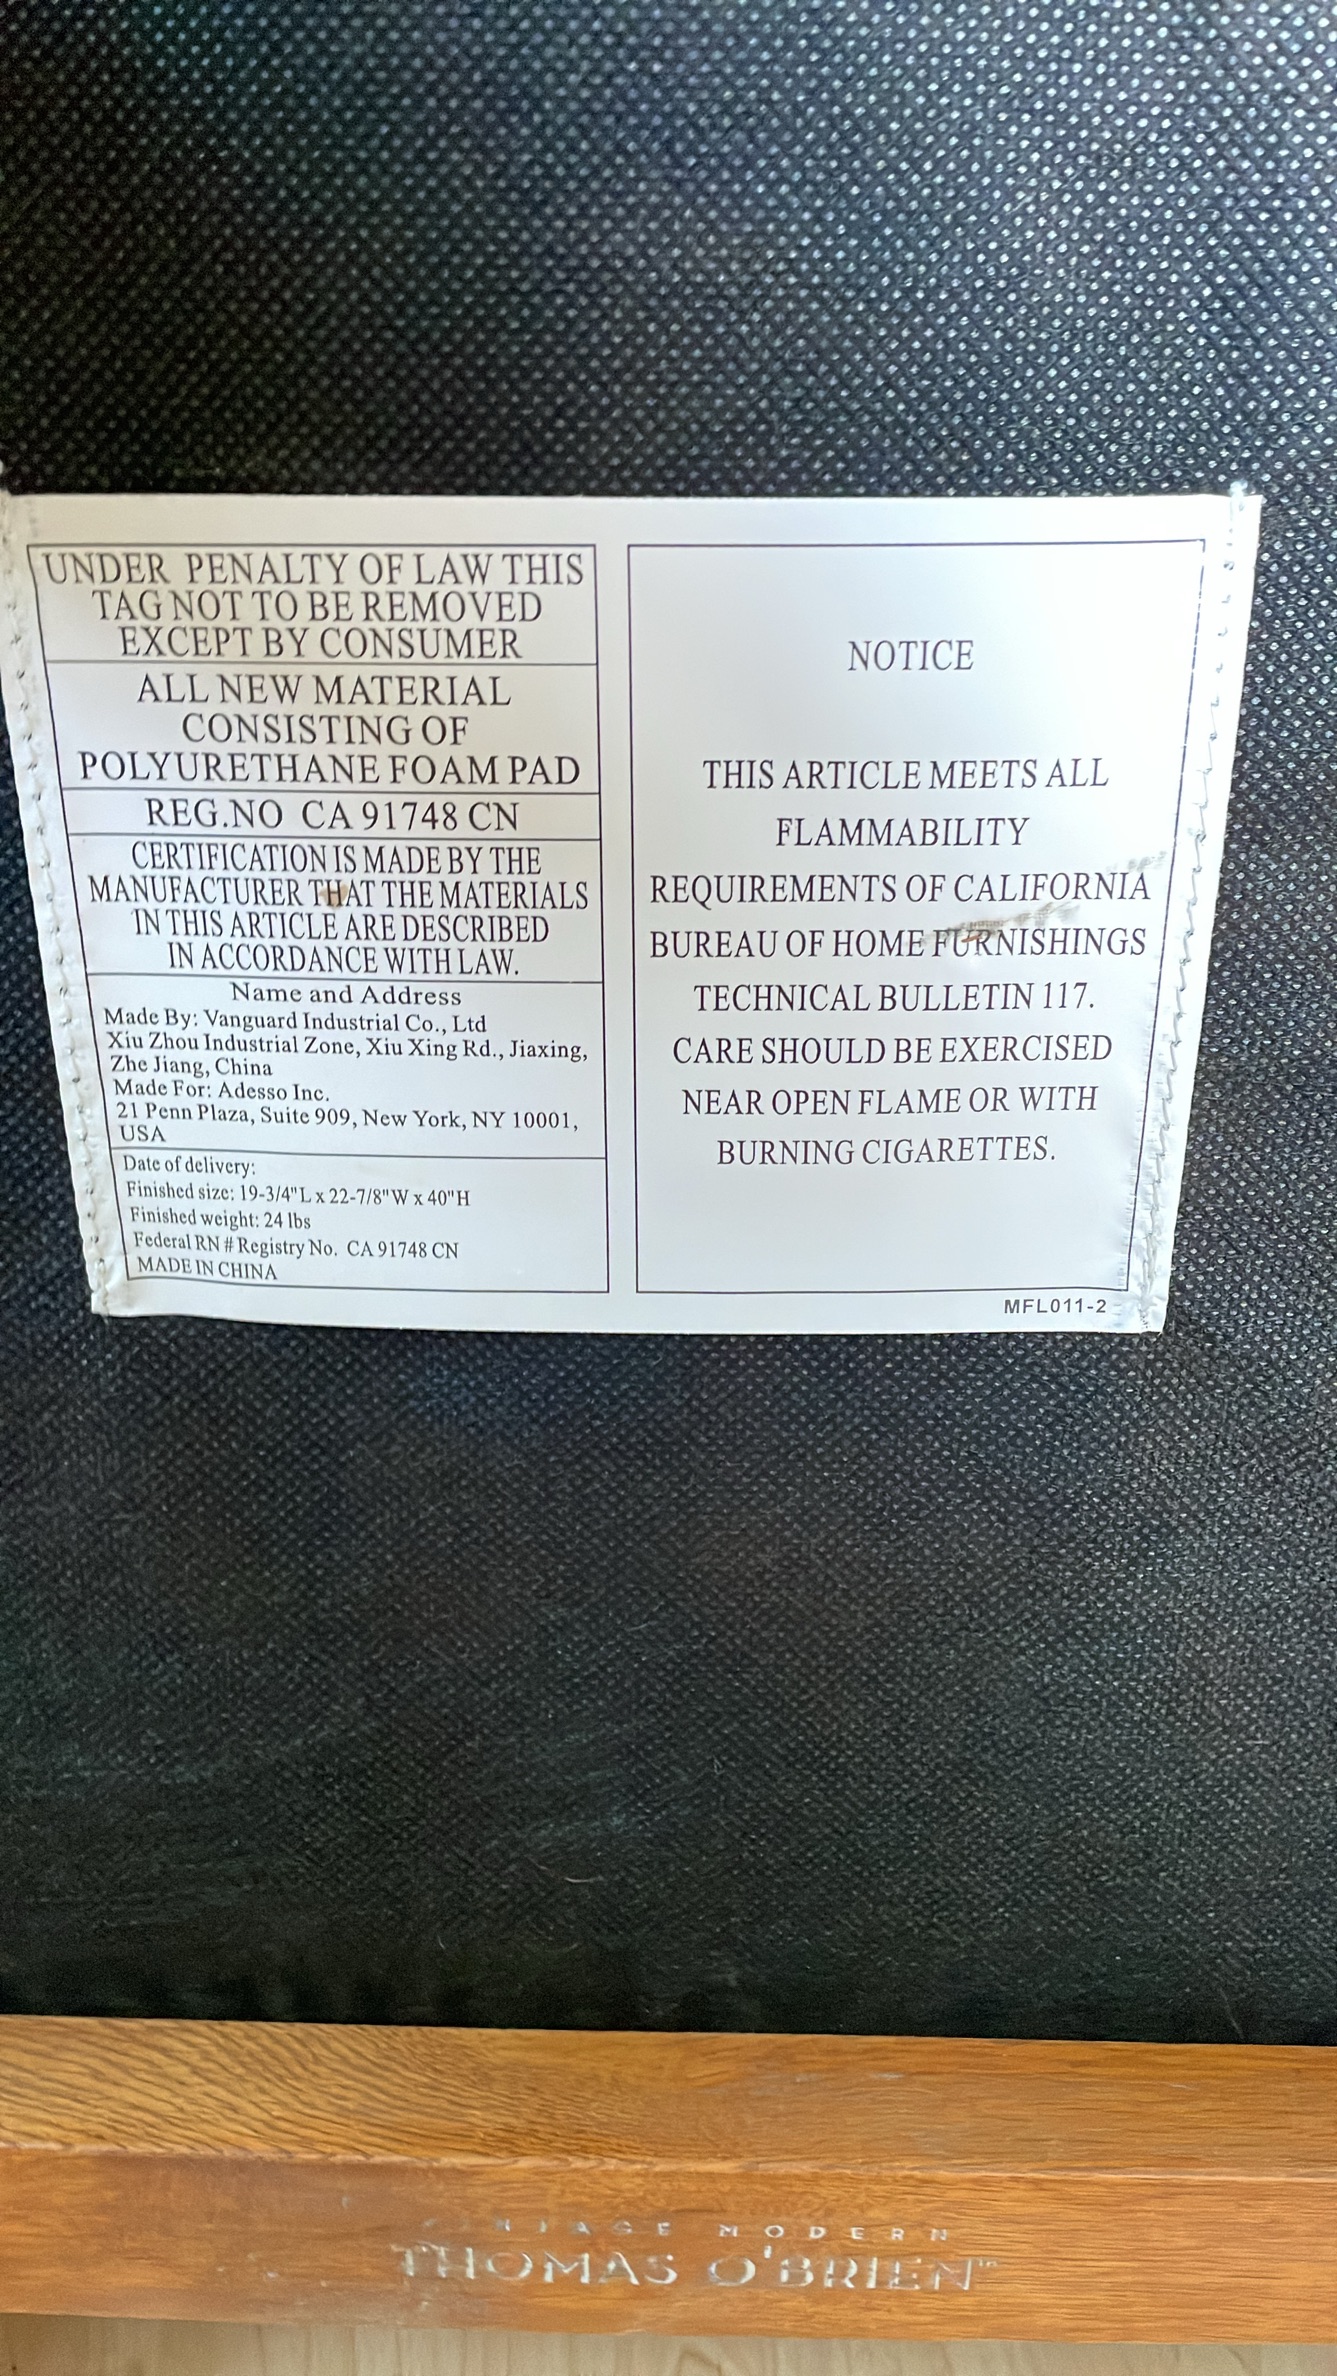 UNDER PENALTY OF LAW THIS
TAG NOT TO BE REMOVED
EXCEPT BY CONSUMER
ALL NEW MATERIAL
CONSISTING OF
POLYURETHANE FOAM PAD
REG.NO CA 91748 CN
CERTIFICATION IS MADE BY THE
MANUFACTURER THAT THE MATERIALS
IN THIS ARTICLE ARE DESCRIBED
IN ACCORDANCE WITH LAW.
Name and Address
Made By: Vanguard Industrial Co., Ltd
Xiu Zhou Industrial Zone, Xiu Xing Rd., Jiaxing,
Zhe Jiang, China
Made For: Adesso Inc.
21 Penn Plaza, Suite 909, New York, NY 10001,
USA
Date of delivery:
Finished size: 19-3/4"L x 22-7/8"W x 40"H
Finished weight: 24 lbs
Federal RN # Registry No. CA 91748 CN
MADE IN CHINA
NOTICE
THIS ARTICLE MEETS ALL
FLAMMABILITY
REQUIREMENTS OF CALIFORNIA
BUREAU OF HOME FURNISHINGS
TECHNICAL BULLETIN 117.
CARE SHOULD BE EXERCISED
NEAR OPEN FLAME OR WITH
BURNING CIGARETTES.
MFL011-2
VINTAGE MODERN
THOMAS O'BRIEN™